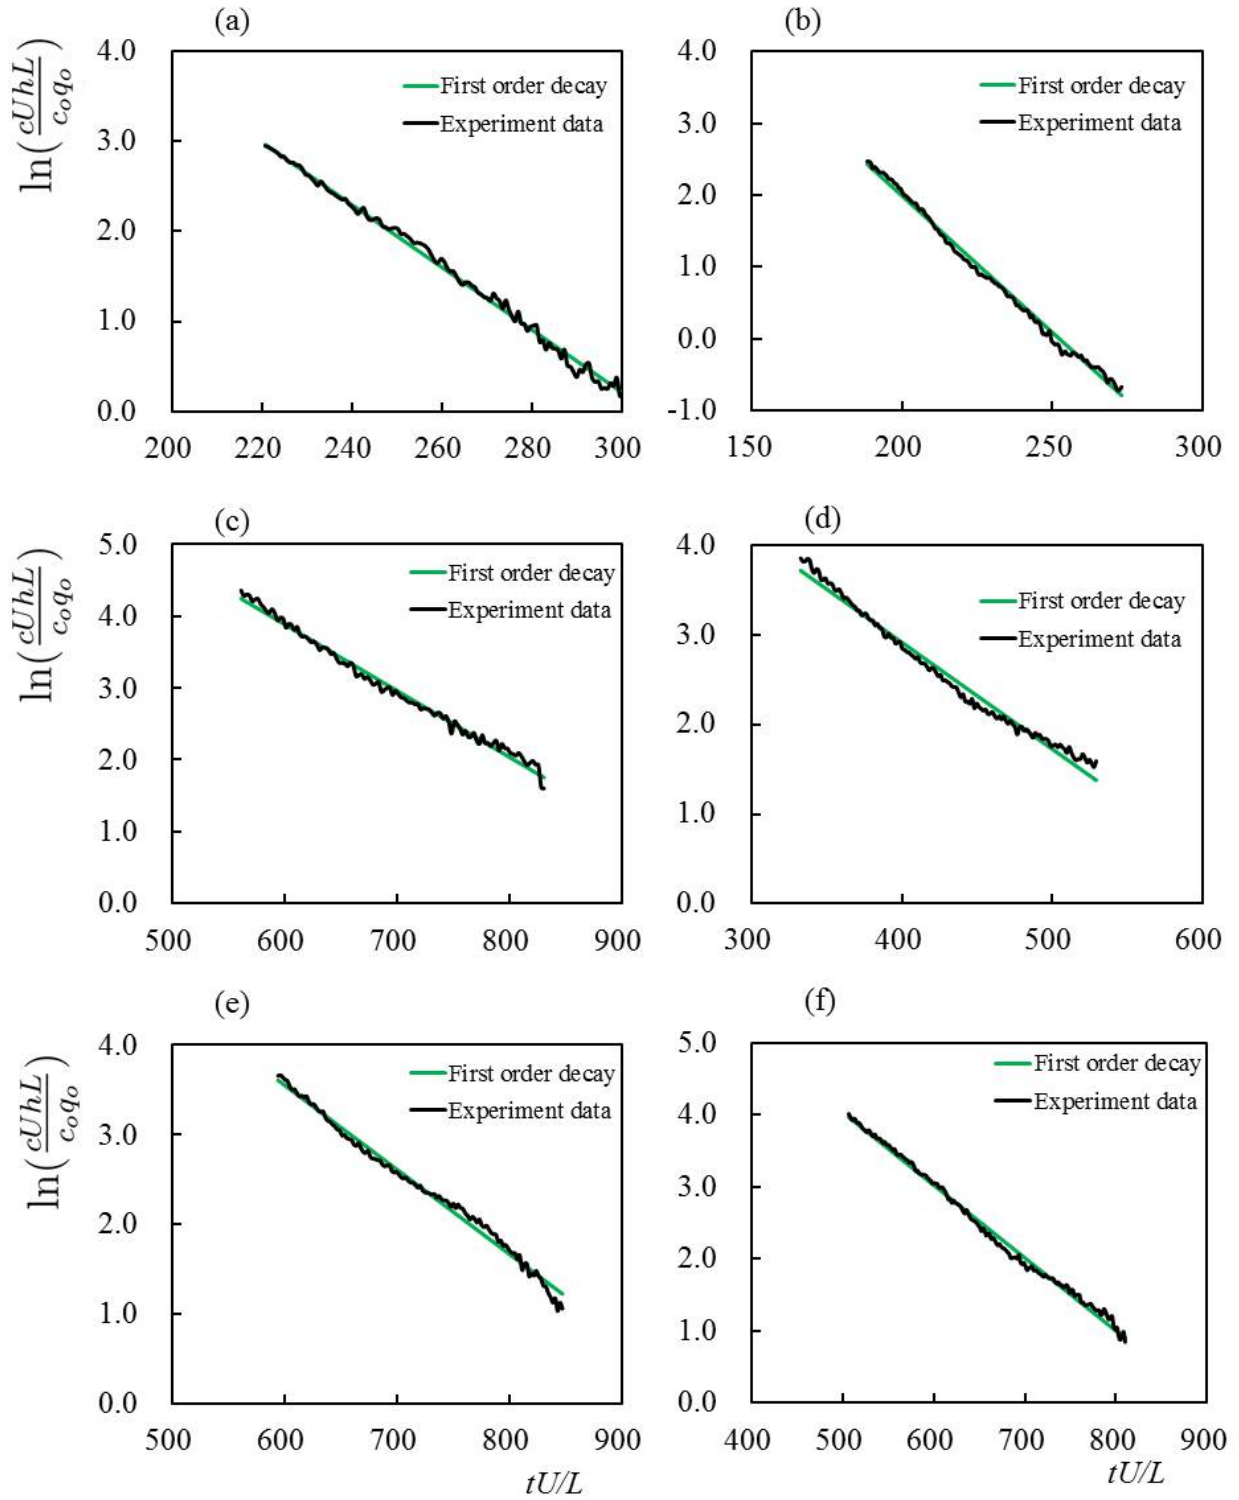 (a)
ln(cUhL/c₀q₀)
4.0
3.0
2.0
1.0
0.0
First order decay
Experiment data
200 220 240 260 280 300
(b)
4.0
3.0
2.0
1.0
0.0
-1.0
First order decay
Experiment data
150 200 250 300
(c)
ln(cUhL/c₀q₀)
5.0
4.0
3.0
2.0
1.0
0.0
First order decay
Experiment data
500 600 700 800 900
(d)
4.0
3.0
2.0
1.0
0.0
First order decay
Experiment data
300 400 500 600
(e)
ln(cUhL/c₀q₀)
4.0
3.0
2.0
1.0
0.0
First order decay
Experiment data
500 600 700 800 900
tU/L
(f)
5.0
4.0
3.0
2.0
1.0
0.0
First order decay
Experiment data
400 500 600 700 800 900
tU/L